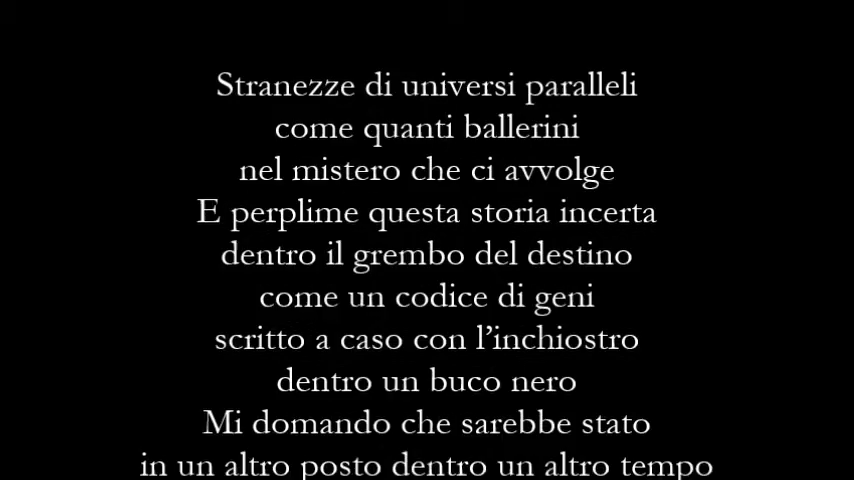 Stranezze di universi paralleli
come quanti ballerini
nel mistero che ci avvolge
E perplime questa storia incerta
dentro il grembo del destino
come un codice di geni
scritto a caso con l’inchiostro
dentro un buco nero
Mi domando che sarebbe stato
in un altro posto dentro un altro tempo